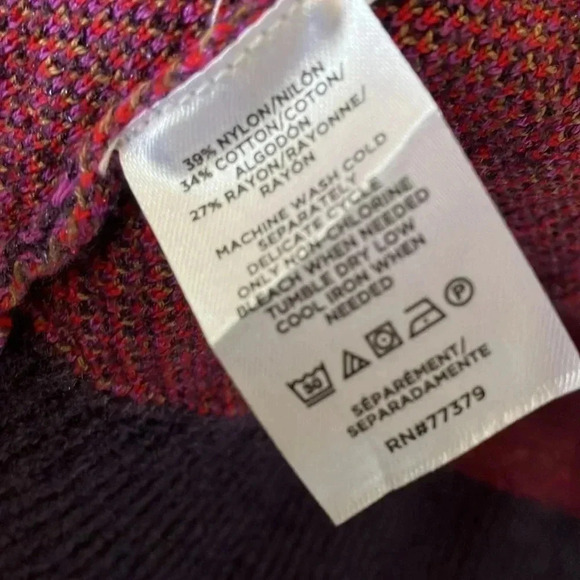 39% NYLON/NILÓN
34% COTTON/COTON/
ALGODÓN
27% RAYON/RAYONNE/
RAYÓN
MACHINE WASH COLD
SEPARATELY
DELICATE CYCLE
ONLY NON-CHLORINE
BLEACH WHEN NEEDED
TUMBLE DRY LOW
COOL IRON WHEN
NEEDED
30 P
SÉPARÉMENT/
SEPARADAMENTE
RN#77379